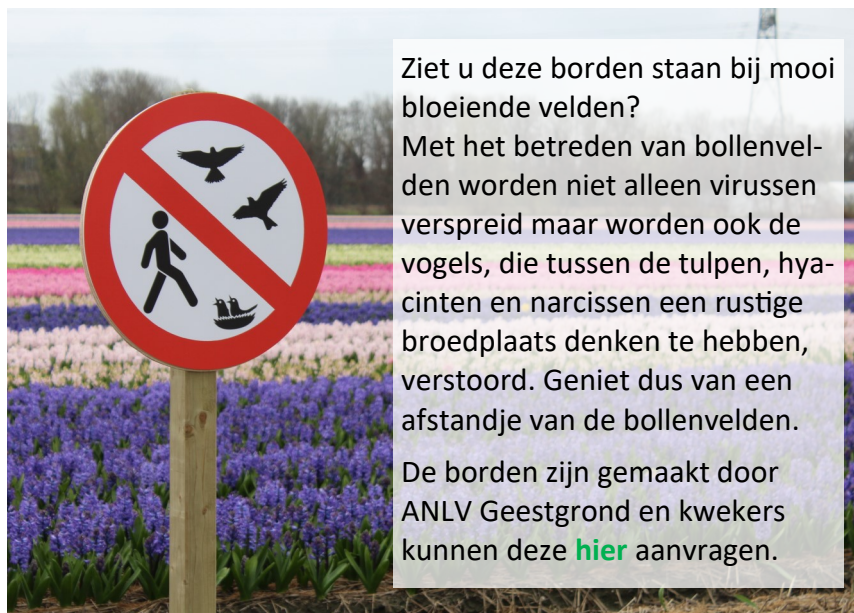 Ziet u deze borden staan bij mooi
bloeiende velden?
Met het betreden van bollenvel-
den worden niet alleen virussen
verspreid maar worden ook de
vogels, die tussen de tulpen, hya-
cinten en narcissen een rustige
broedplaats denken te hebben,
verstoord. Geniet dus van een
afstandje van de bollenvelden.
De borden zijn gemaakt door
ANLV Geestgrond en kwekers
kunnen deze hier aanvragen.